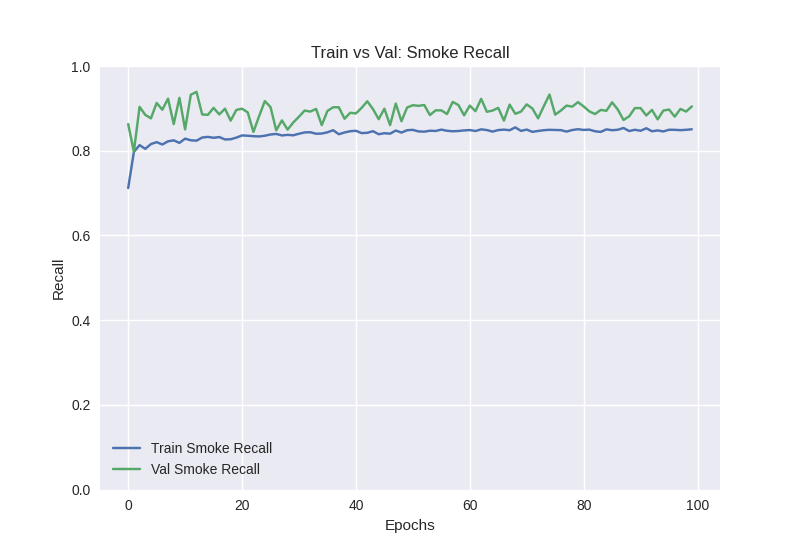 Train vs Val: Smoke Recall
1.0
0.8
0.6
0.4
0.2
0.0
Recall
Train Smoke Recall
Val Smoke Recall
0 20 40 60 80 100
Epochs